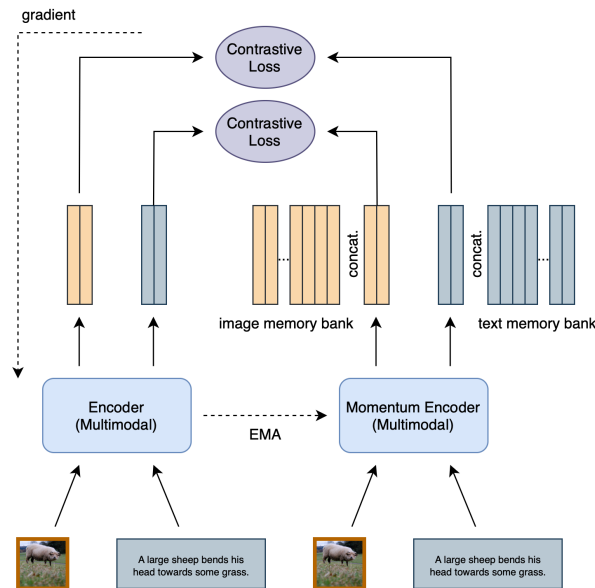 gradient
Contrastive
Loss
Contrastive
Loss
...
concat.
concat.
...
image memory bank
text memory bank
Encoder
(Multimodal)
EMA
Momentum Encoder
(Multimodal)
A large sheep bends his
head towards some grass.
A large sheep bends his
head towards some grass.